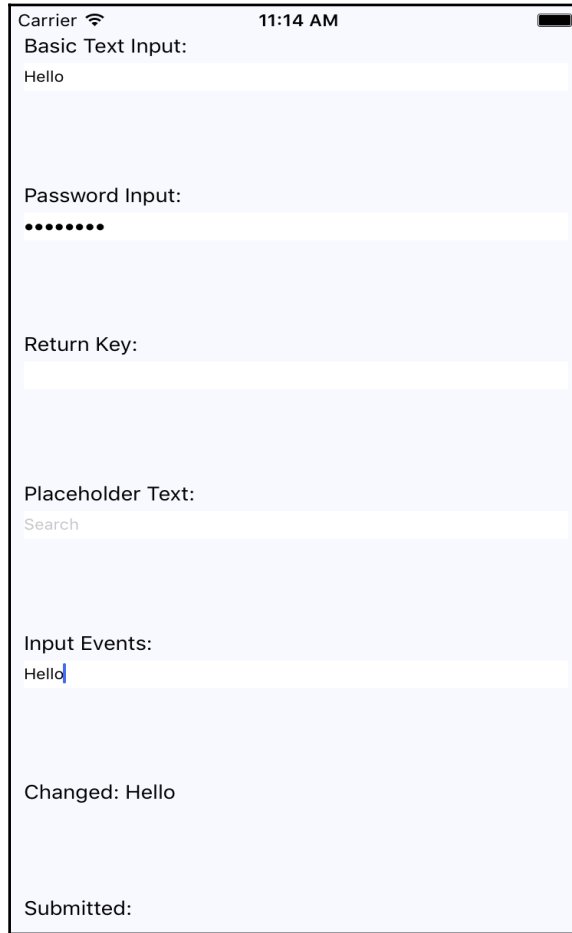 Carrier 11:14 AM
Basic Text Input:
Hello
Password Input:
••••••••
Return Key:
Placeholder Text:
Search
Input Events:
Hello
Changed: Hello
Submitted: